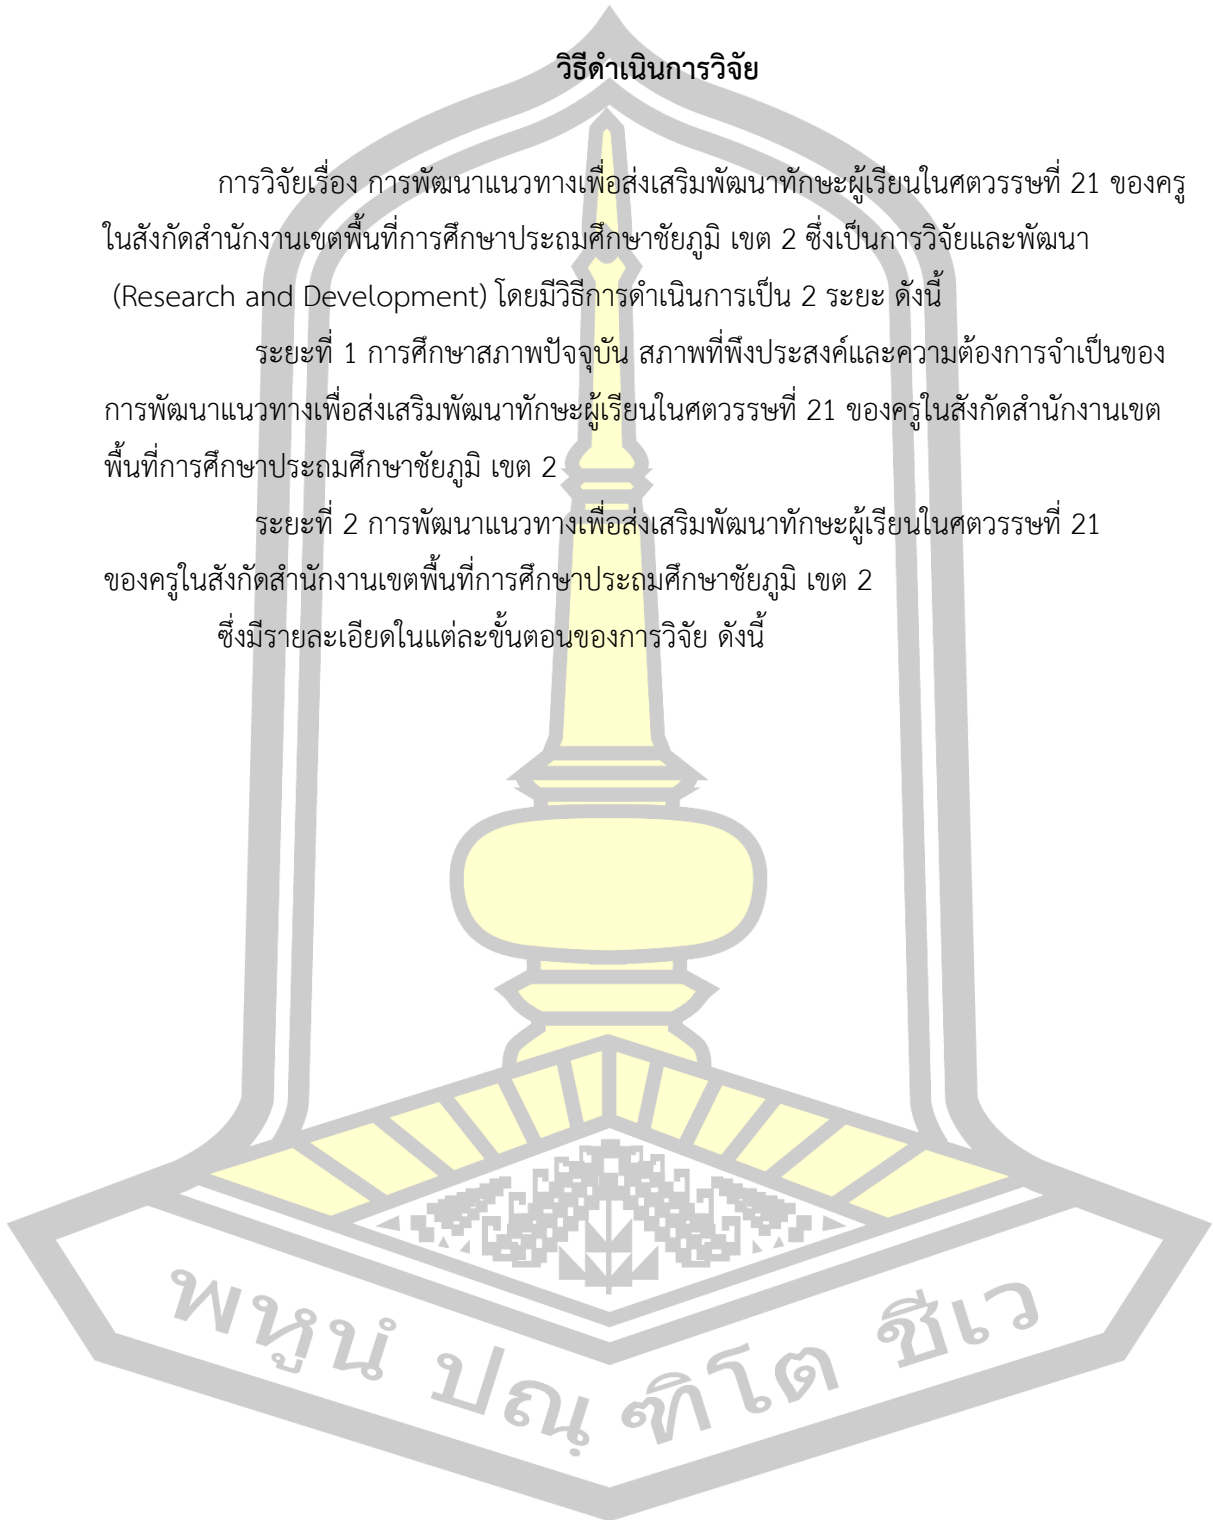 วิธีดำเนินการวิจัย
การวิจัยเรื่อง การพัฒนาแนวทางเพื่อส่งเสริมพัฒนาทักษะผู้เรียนในศตวรรษที่ 21 ของครู
ในสังกัดสำนักงานเขตพื้นที่การศึกษาประถมศึกษาชัยภูมิ เขต 2 ซึ่งเป็นการวิจัยและพัฒนา
(Research and Development) โดยมีวิธีการดำเนินการเป็น 2 ระยะ ดังนี้
ระยะที่ 1 การศึกษาสภาพปัจจุบัน สภาพที่พึงประสงค์และความต้องการจำเป็นของ
การพัฒนาแนวทางเพื่อส่งเสริมพัฒนาทักษะผู้เรียนในศตวรรษที่ 21 ของครูในสังกัดสำนักงานเขต
พื้นที่การศึกษาประถมศึกษาชัยภูมิ เขต 2
ระยะที่ 2 การพัฒนาแนวทางเพื่อส่งเสริมพัฒนาทักษะผู้เรียนในศตวรรษที่ 21
ของครูในสังกัดสำนักงานเขตพื้นที่การศึกษาประถมศึกษาชัยภูมิ เขต 2
ซึ่งมีรายละเอียดในแต่ละขั้นตอนของการวิจัย ดังนี้
พหูนํ ปณฺฑิโต ชีเว